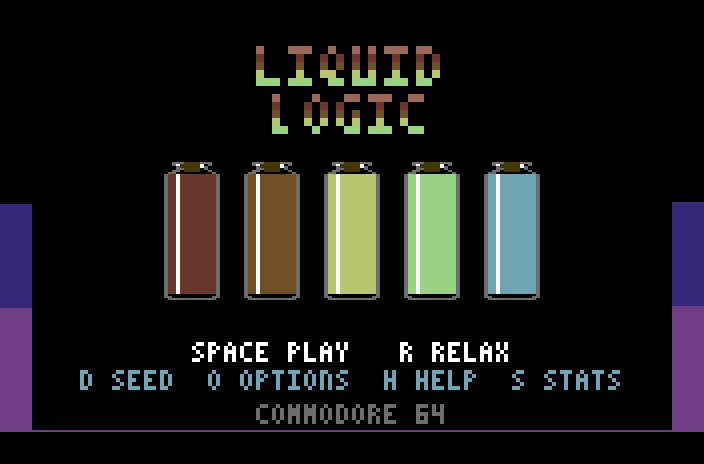 LIQUID
LOGIC
SPACE PLAY R RELAX
D SEED O OPTIONS H HELP S STATS
COMMODORE 64